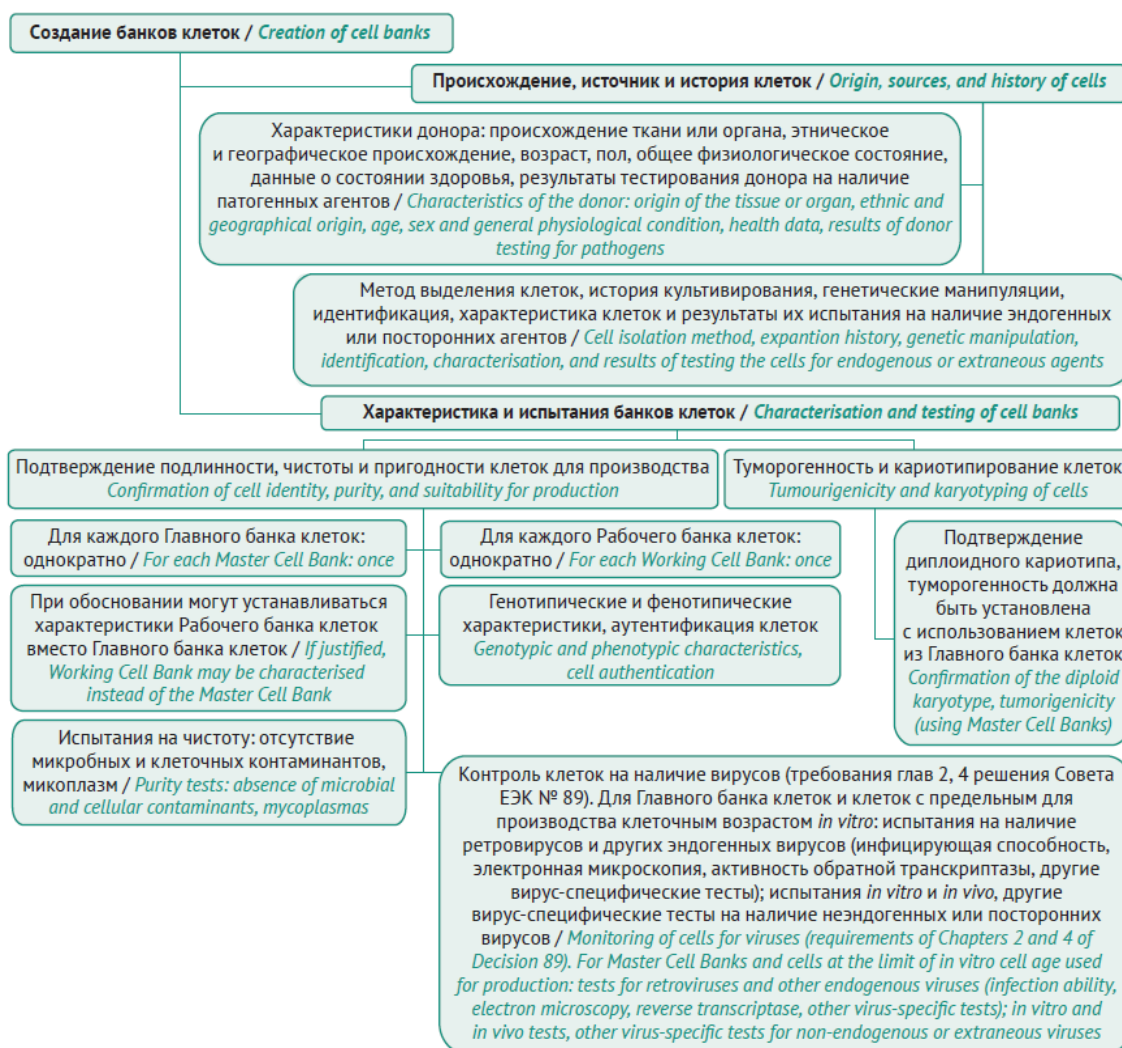 Создание банков клеток / Creation of cell banks
Происхождение, источник и история клеток / Origin, sources, and history of cells
Характеристики донора: происхождение ткани или органа, этническое
и географическое происхождение, возраст, пол, общее физиологическое состояние,
данные о состоянии здоровья, результаты тестирования донора на наличие
патогенных агентов / Characteristics of the donor: origin of the tissue or organ, ethnic and
geographical origin, age, sex and general physiological condition, health data, results of donor
testing for pathogens
Метод выделения клеток, история культивирования, генетические манипуляции,
идентификация, характеристика клеток и результаты их испытания на наличие эндогенных
или посторонних агентов / Cell isolation method, expantion history, genetic manipulation,
identification, characterisation, and results of testing the cells for endogenous or extraneous agents
Характеристика и испытания банков клеток / Characterisation and testing of cell banks
Подтверждение подлинности, чистоты и пригодности клеток для производства
Confirmation of cell identity, purity, and suitability for production
Туморогенность и кариотипирование клеток
Tumourigenicity and karyotyping of cells
Для каждого Главного банка клеток:
однократно / For each Master Cell Bank: once
Для каждого Рабочего банка клеток:
однократно / For each Working Cell Bank: once
При обосновании могут устанавливаться
характеристики Рабочего банка клеток
вместо Главного банка клеток / If justified,
Working Cell Bank may be characterised
instead of the Master Cell Bank
Генотипические и фенотипические
характеристики, аутентификация клеток
Genotypic and phenotypic characteristics,
cell authentication
Подтверждение
диплоидного кариотипа,
туморогенность должна
быть установлена
с использованием клеток
из Главного банка клеток
Confirmation of the diploid
karyotype, tumorigenicity
(using Master Cell Banks)
Испытания на чистоту: отсутствие
микробных и клеточных контаминантов,
микоплазм / Purity tests: absence of microbial
and cellular contaminants, mycoplasmas
Контроль клеток на наличие вирусов (требования глав 2, 4 решения Совета
ЕЭК № 89). Для Главного банка клеток и клеток с предельным для
производства клеточным возрастом in vitro: испытания на наличие
ретровирусов и других эндогенных вирусов (инфицирующая способность,
электронная микроскопия, активность обратной транскриптазы, другие
вирус-специфические тесты); испытания in vitro и in vivo, другие
вирус-специфические тесты на наличие неэндогенных или посторонних
вирусов / Monitoring of cells for viruses (requirements of Chapters 2 and 4 of
Decision 89). For Master Cell Banks and cells at the limit of in vitro cell age used
for production: tests for retroviruses and other endogenous viruses (infection ability,
electron microscopy, reverse transcriptase, other virus-specific tests); in vitro and
in vivo tests, other virus-specific tests for non-endogenous or extraneous viruses